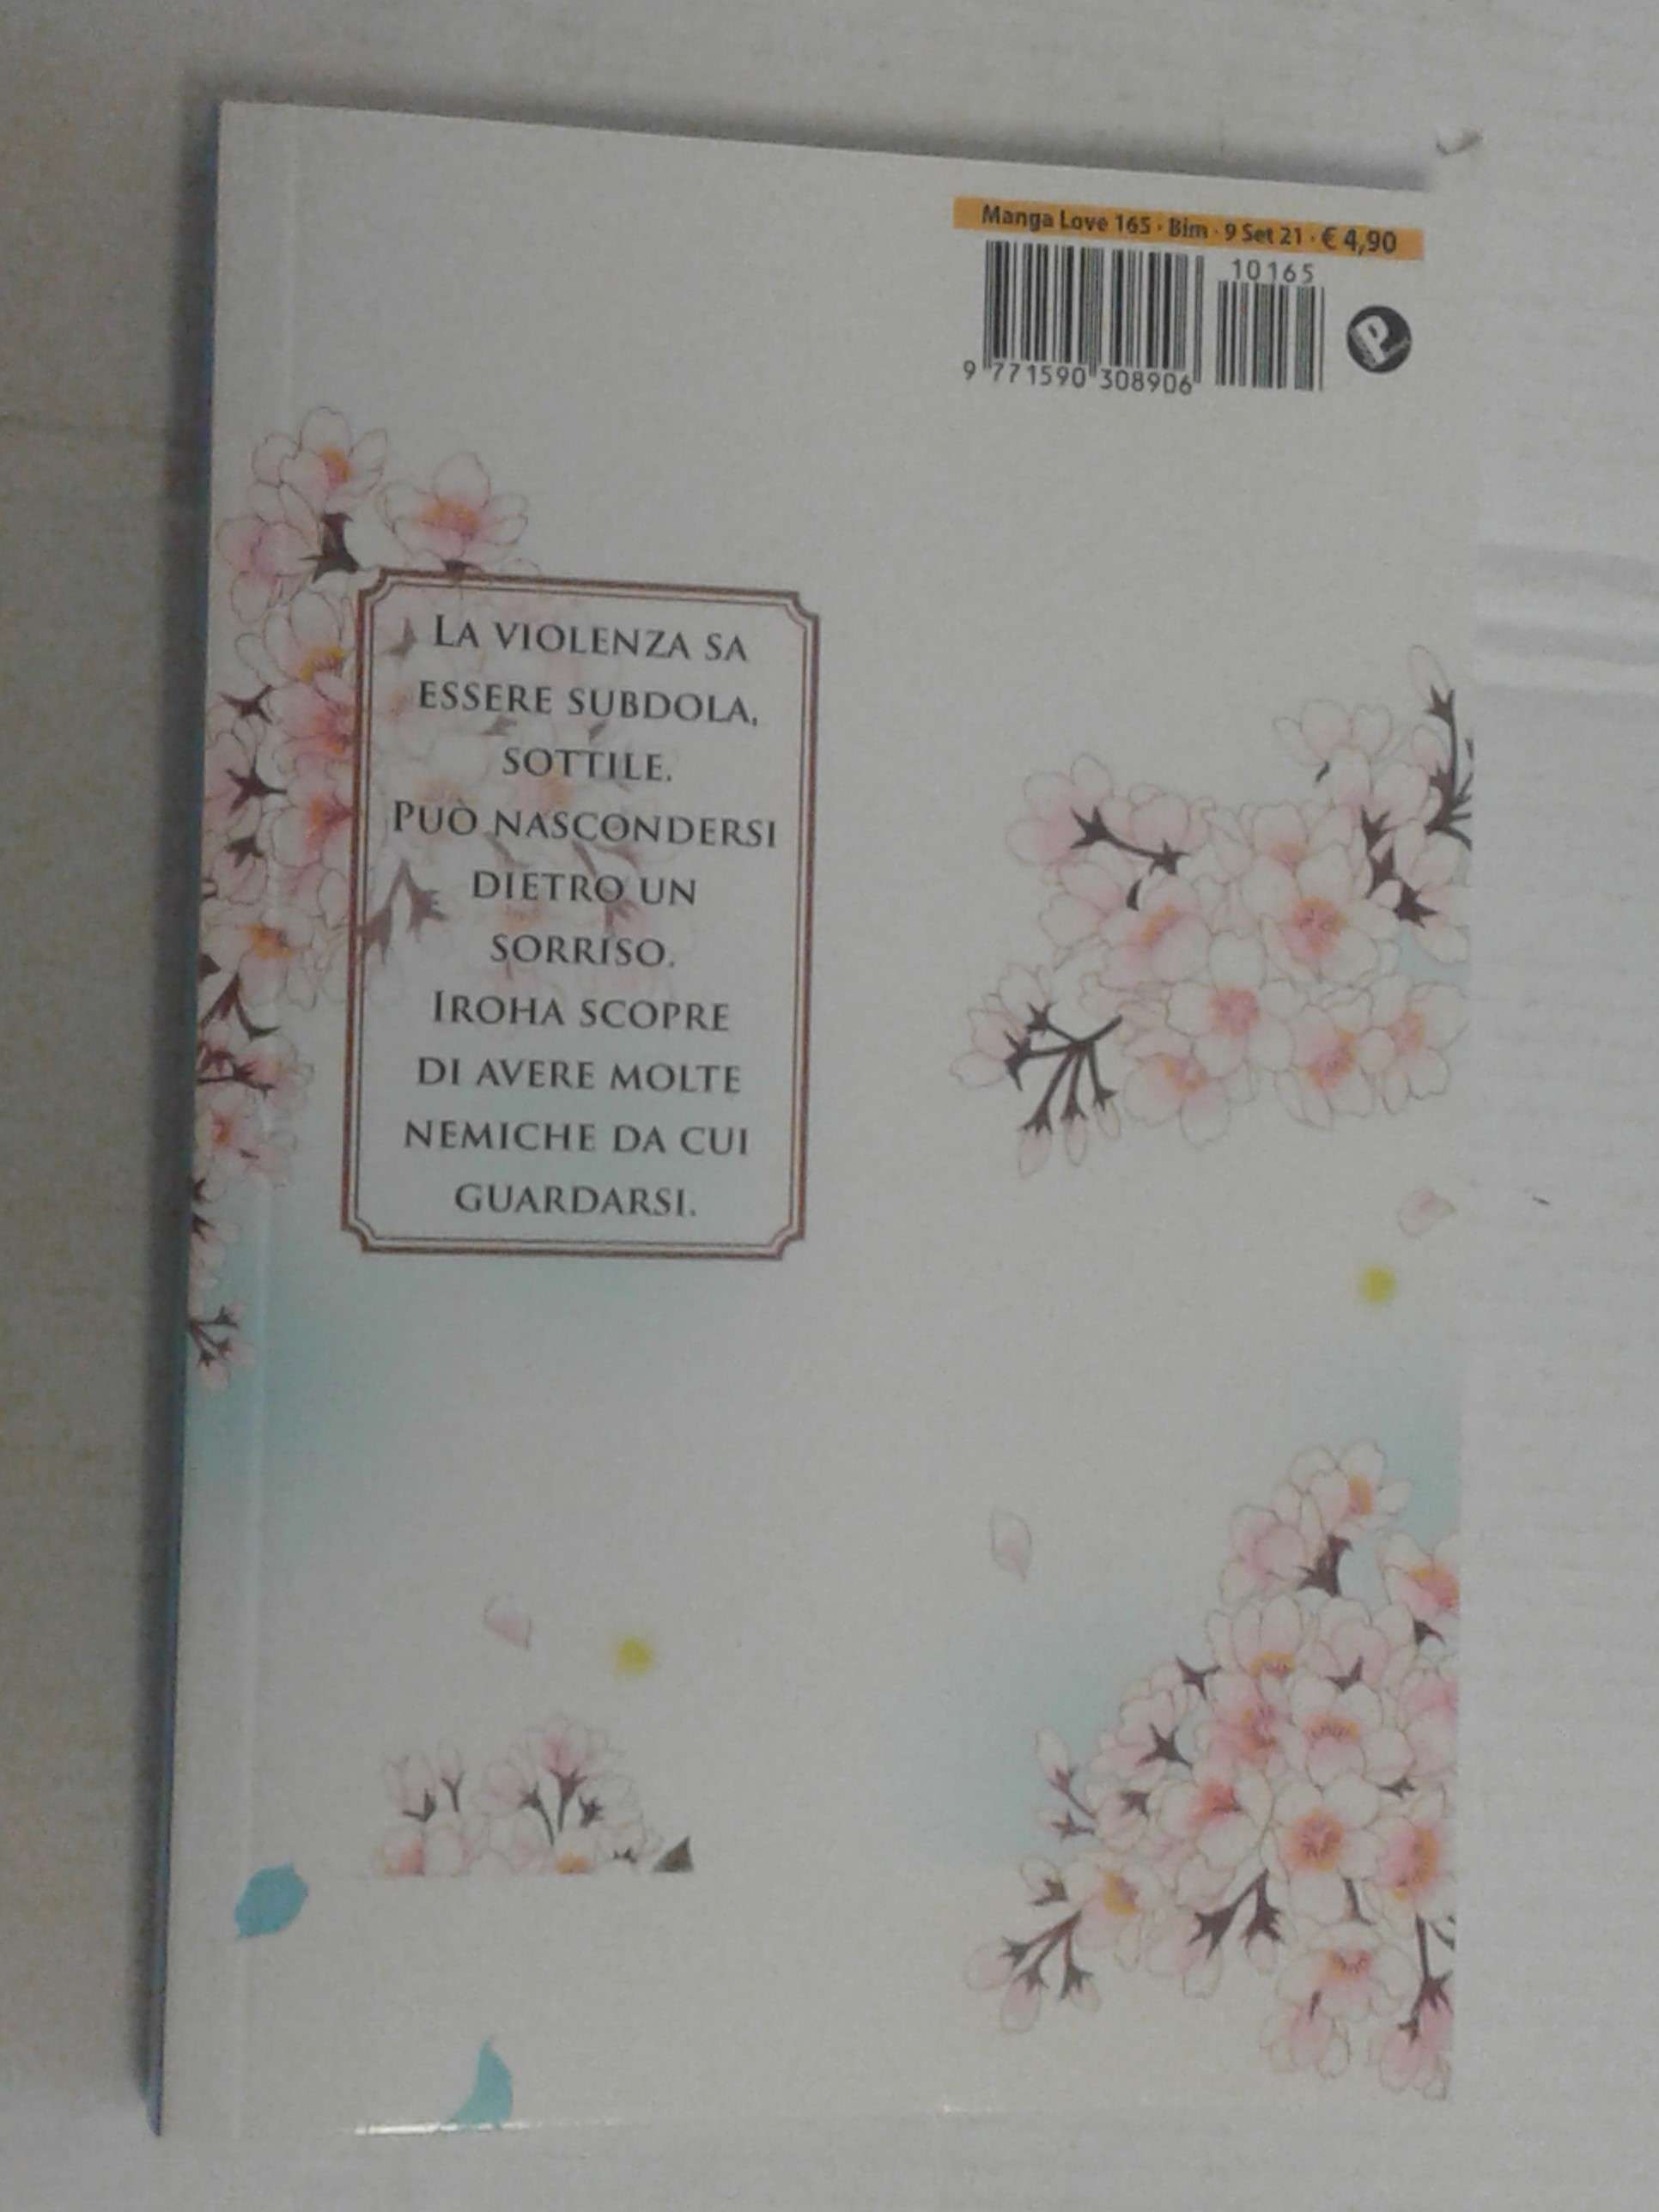 Manga Love 165 · Bim · 9 Set 21 · € 4,90
10165
9 771590 308906
LA VIOLENZA SA
ESSERE SUBDOLA,
SOTTILE.
PUÒ NASCONDERSI
DIETRO UN
SORRISO.
IROHA SCOPRE
DI AVERE MOLTE
NEMICHE DA CUI
GUARDARSI.